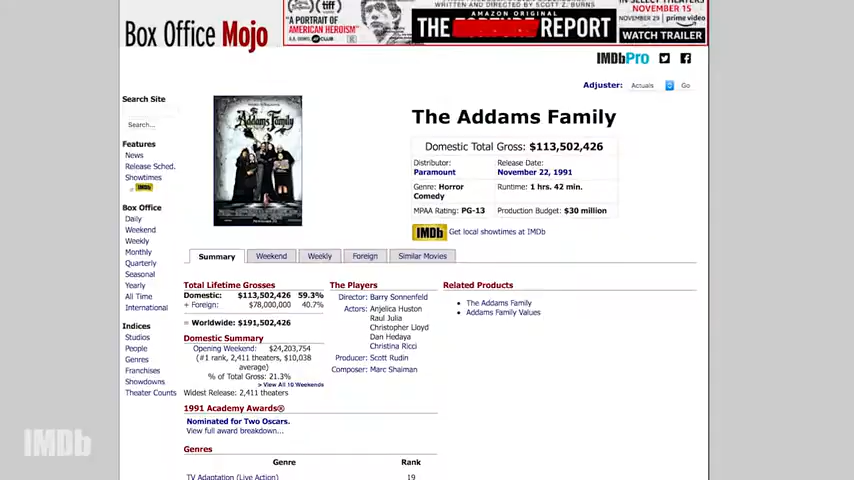 WRITTEN AND DIRECTED BY SCOTT Z. BURNS
IN SELECT THEATERS
NOVEMBER 15
tiff
"A PORTRAIT OF
AMERICAN HEROISM"
AMAZON ORIGINAL
THE REPORT
NOVEMBER 29 | prime video
WATCH TRAILER
Box Office Mojo
IMDbPro
Adjuster: Actuals Go
Search Site
Search...
The Addams Family
The Addams Family
Domestic Total Gross: $113,502,426
Distributor:
Paramount
Release Date:
November 22, 1991
Genre: Horror
Comedy
Runtime: 1 hrs. 42 min.
MPAA Rating: PG-13
Production Budget: $30 million
IMDb Get local showtimes at IMDb
Features
News
Release Sched.
Showtimes
Box Office
Daily
Weekend
Weekly
Monthly
Quarterly
Seasonal
Yearly
All Time
International
Indices
Studios
People
Genres
Franchises
Showdowns
Theater Counts
Summary Weekend Weekly Foreign Similar Movies
Total Lifetime Grosses
Domestic: $113,502,426 59.3%
+ Foreign: $78,000,000 40.7%
= Worldwide: $191,502,426
Domestic Summary
Opening Weekend: $24,203,754
(#1 rank, 2,411 theaters, $10,038
average)
% of Total Gross: 21.3%
> View All 10 Weekends
Widest Release: 2,411 theaters
The Players
Director: Barry Sonnenfeld
Actors: Anjelica Huston
Raul Julia
Christopher Lloyd
Dan Hedaya
Christina Ricci
Producer: Scott Rudin
Composer: Marc Shaiman
Related Products
• The Addams Family
• Addams Family Values
1991 Academy Awards®
Nominated for Two Oscars.
View full award breakdown...
Genres
Genre Rank
TV Adaptation (Live Action) 19
IMDb